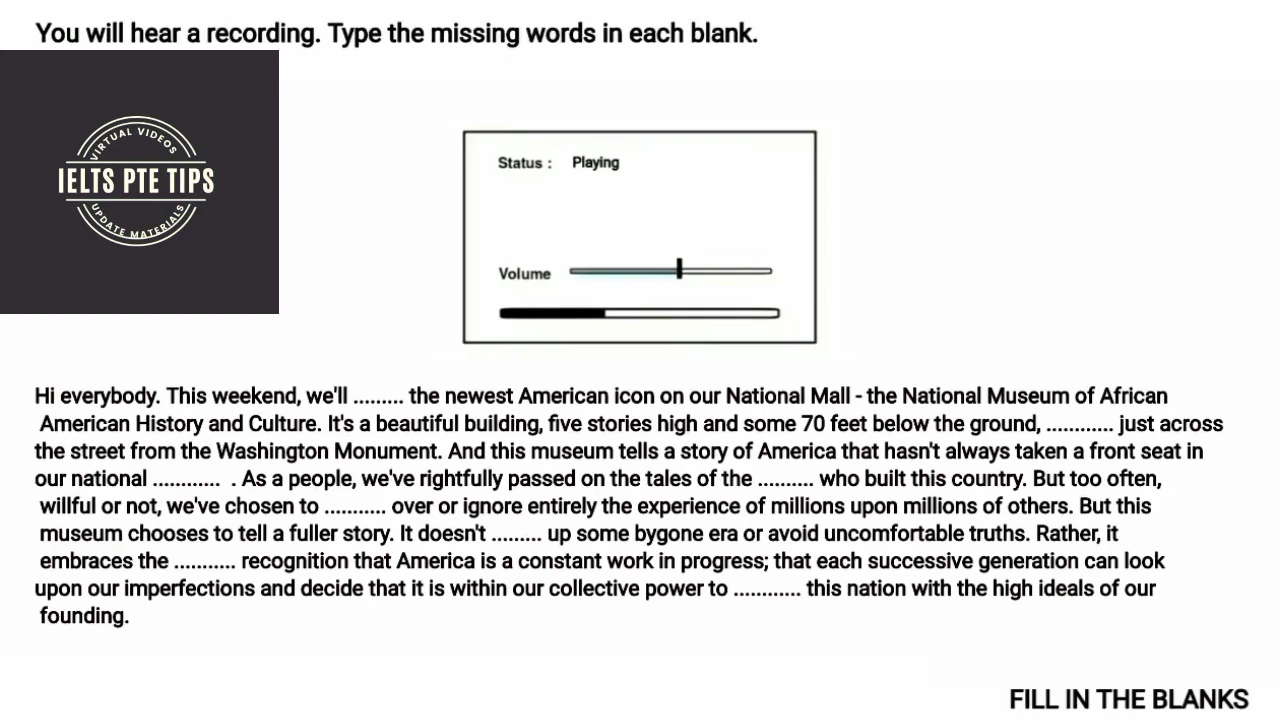 You will hear a recording. Type the missing words in each blank.
VIRTUAL VIDEOS
IELTS PTE TIPS
UPDATE MATERIALS
Status : Playing
Volume
Hi everybody. This weekend, we'll ......... the newest American icon on our National Mall - the National Museum of African
American History and Culture. It's a beautiful building, five stories high and some 70 feet below the ground, ............ just across
the street from the Washington Monument. And this museum tells a story of America that hasn't always taken a front seat in
our national ............ . As a people, we've rightfully passed on the tales of the .......... who built this country. But too often,
willful or not, we've chosen to ........... over or ignore entirely the experience of millions upon millions of others. But this
museum chooses to tell a fuller story. It doesn't ......... up some bygone era or avoid uncomfortable truths. Rather, it
embraces the ........... recognition that America is a constant work in progress; that each successive generation can look
upon our imperfections and decide that it is within our collective power to ............ this nation with the high ideals of our
founding.
FILL IN THE BLANKS